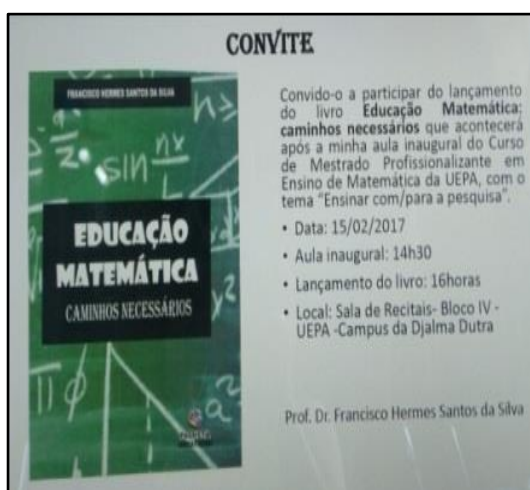 CONVITE
FRANCISCO HERMES SANTOS DA SILVA
sin nx
L
EDUCAÇÃO
MATEMÁTICA
CAMINHOS NECESSÁRIOS
Convido-o a participar do lançamento
do livro Educação Matemática:
caminhos necessários que acontecerá
após a minha aula inaugural do Curso
de Mestrado Profissionalizante em
Ensino de Matemática da UEPA, com o
tema “Ensinar com/para a pesquisa”.
• Data: 15/02/2017
• Aula inaugural: 14h30
• Lançamento do livro: 16horas
• Local: Sala de Recitais- Bloco IV -
UEPA -Campus da Djalma Dutra
Prof. Dr. Francisco Hermes Santos da Silva